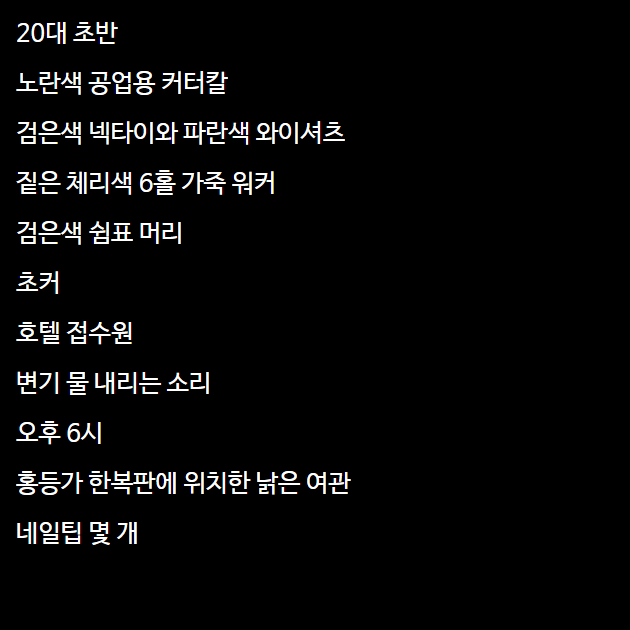 20대 초반
노란색 공업용 커터칼
검은색 넥타이와 파란색 와이셔츠
짙은 체리색 6홀 가죽 워커
검은색 쉼표 머리
초커
호텔 접수원
변기 물 내리는 소리
오후 6시
홍등가 한복판에 위치한 낡은 여관
네일팁 몇 개